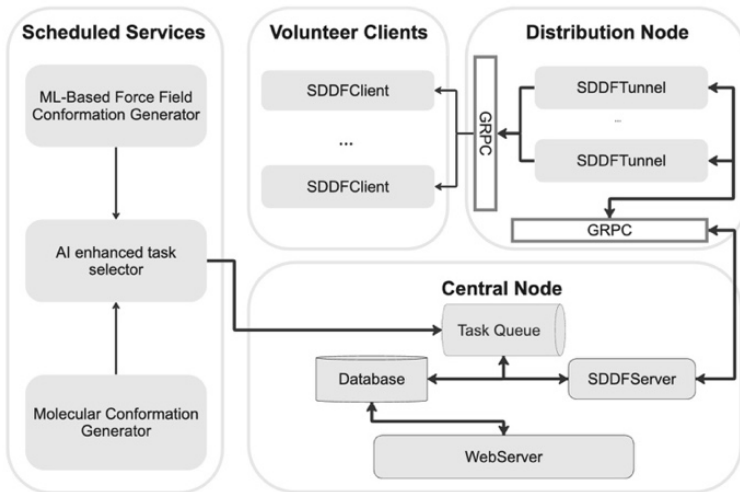 Scheduled Services
ML-Based Force Field
Conformation Generator
AI enhanced task
selector
Molecular Conformation
Generator
Volunteer Clients
SDDFClient
...
SDDFClient
GRPC
Distribution Node
SDDFTunnel
...
SDDFTunnel
GRPC
Central Node
Task Queue
Database
SDDFServer
WebServer